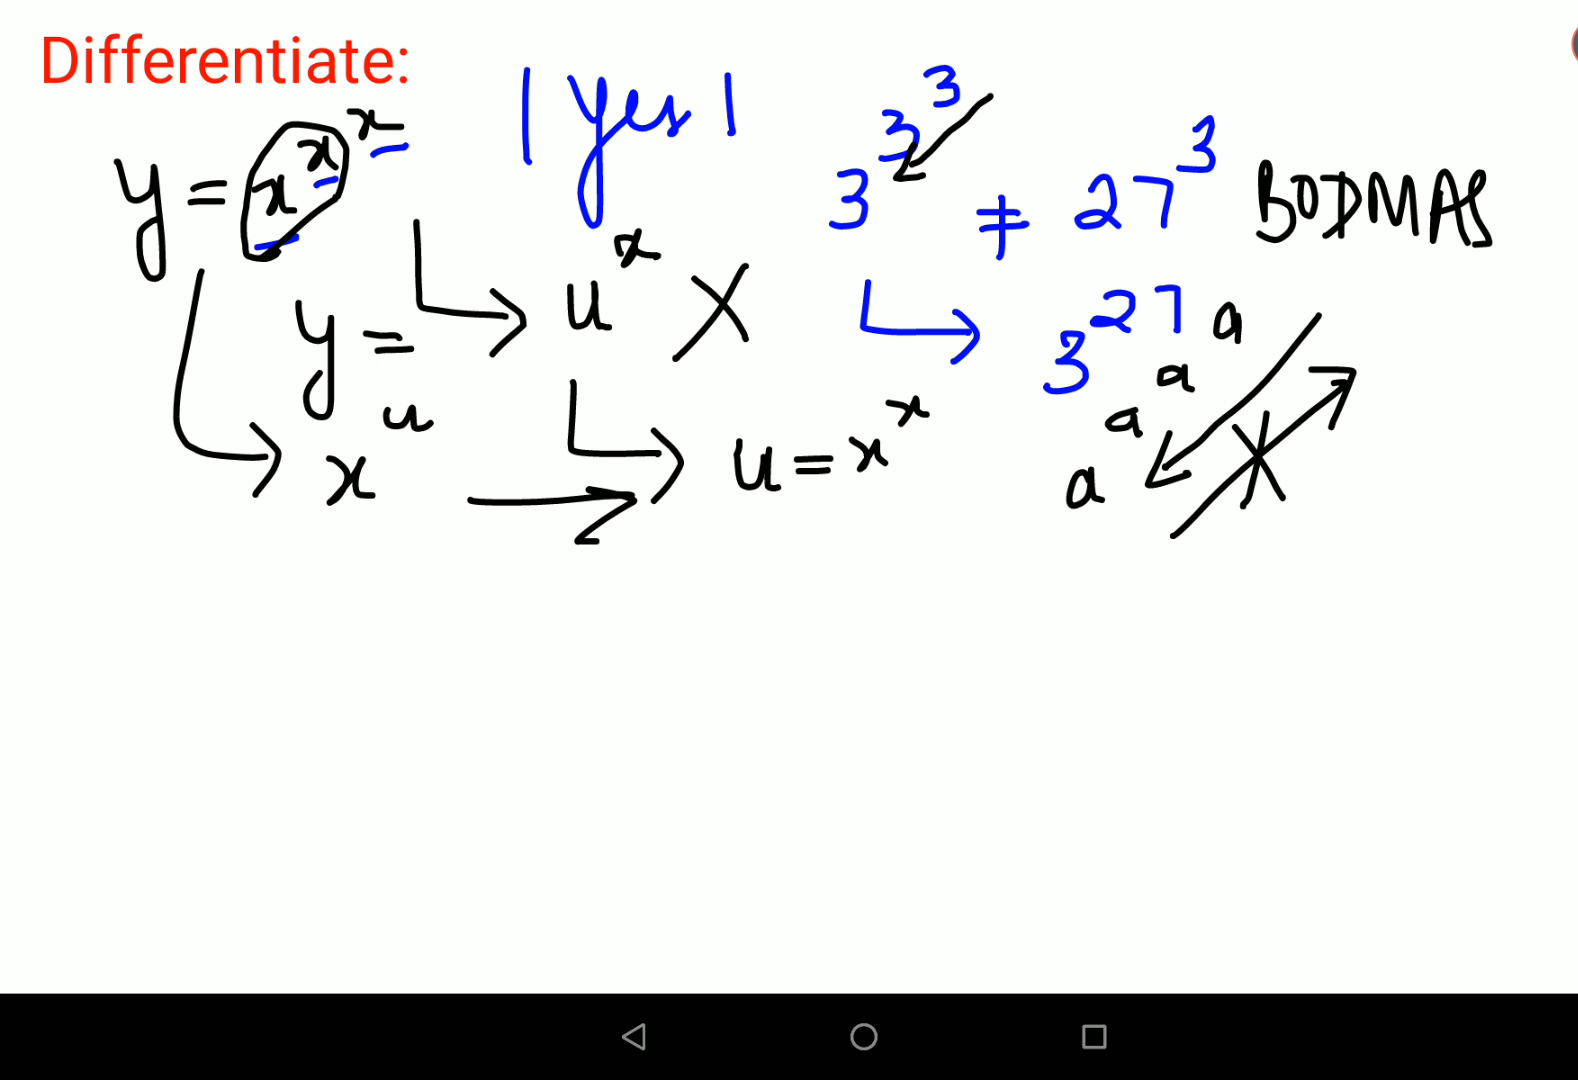 Differentiate:
y = x^x^x
| yes |
3^3^3 ≠ 27^3 BODMAS
→ u^x X
→ 3^27
y = x^u
→ u = x^x
a^a^a^a X